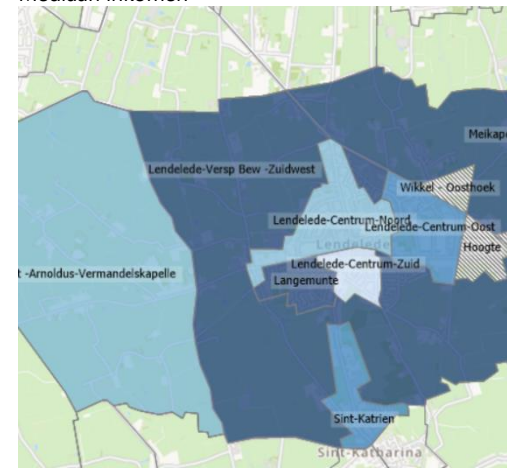 Mediaan inkomen
Meikap
Lendelede-Versp Bew -Zuidwest
Wikkel - Oosthoek
Lendelede-Centrum-Noord
Lendelede-Centrum-Oost
Lendelede
Hoogte
Lendelede-Centrum-Zuid
t -Arnoldus-Vermandelskapelle
Langemunte
Sint-Katrien
Sint-Katharina